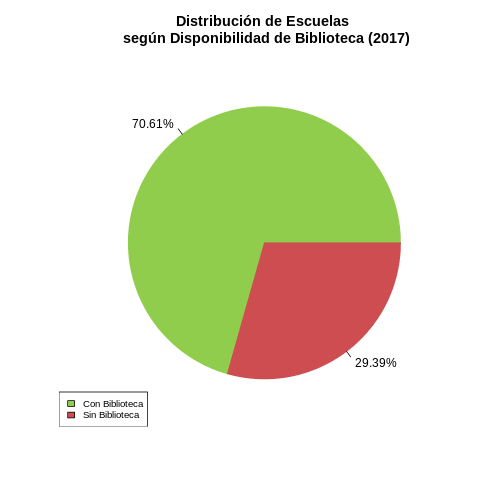 Distribución de Escuelas
según Disponibilidad de Biblioteca (2017)
70.61%
29.39%
Con Biblioteca
Sin Biblioteca